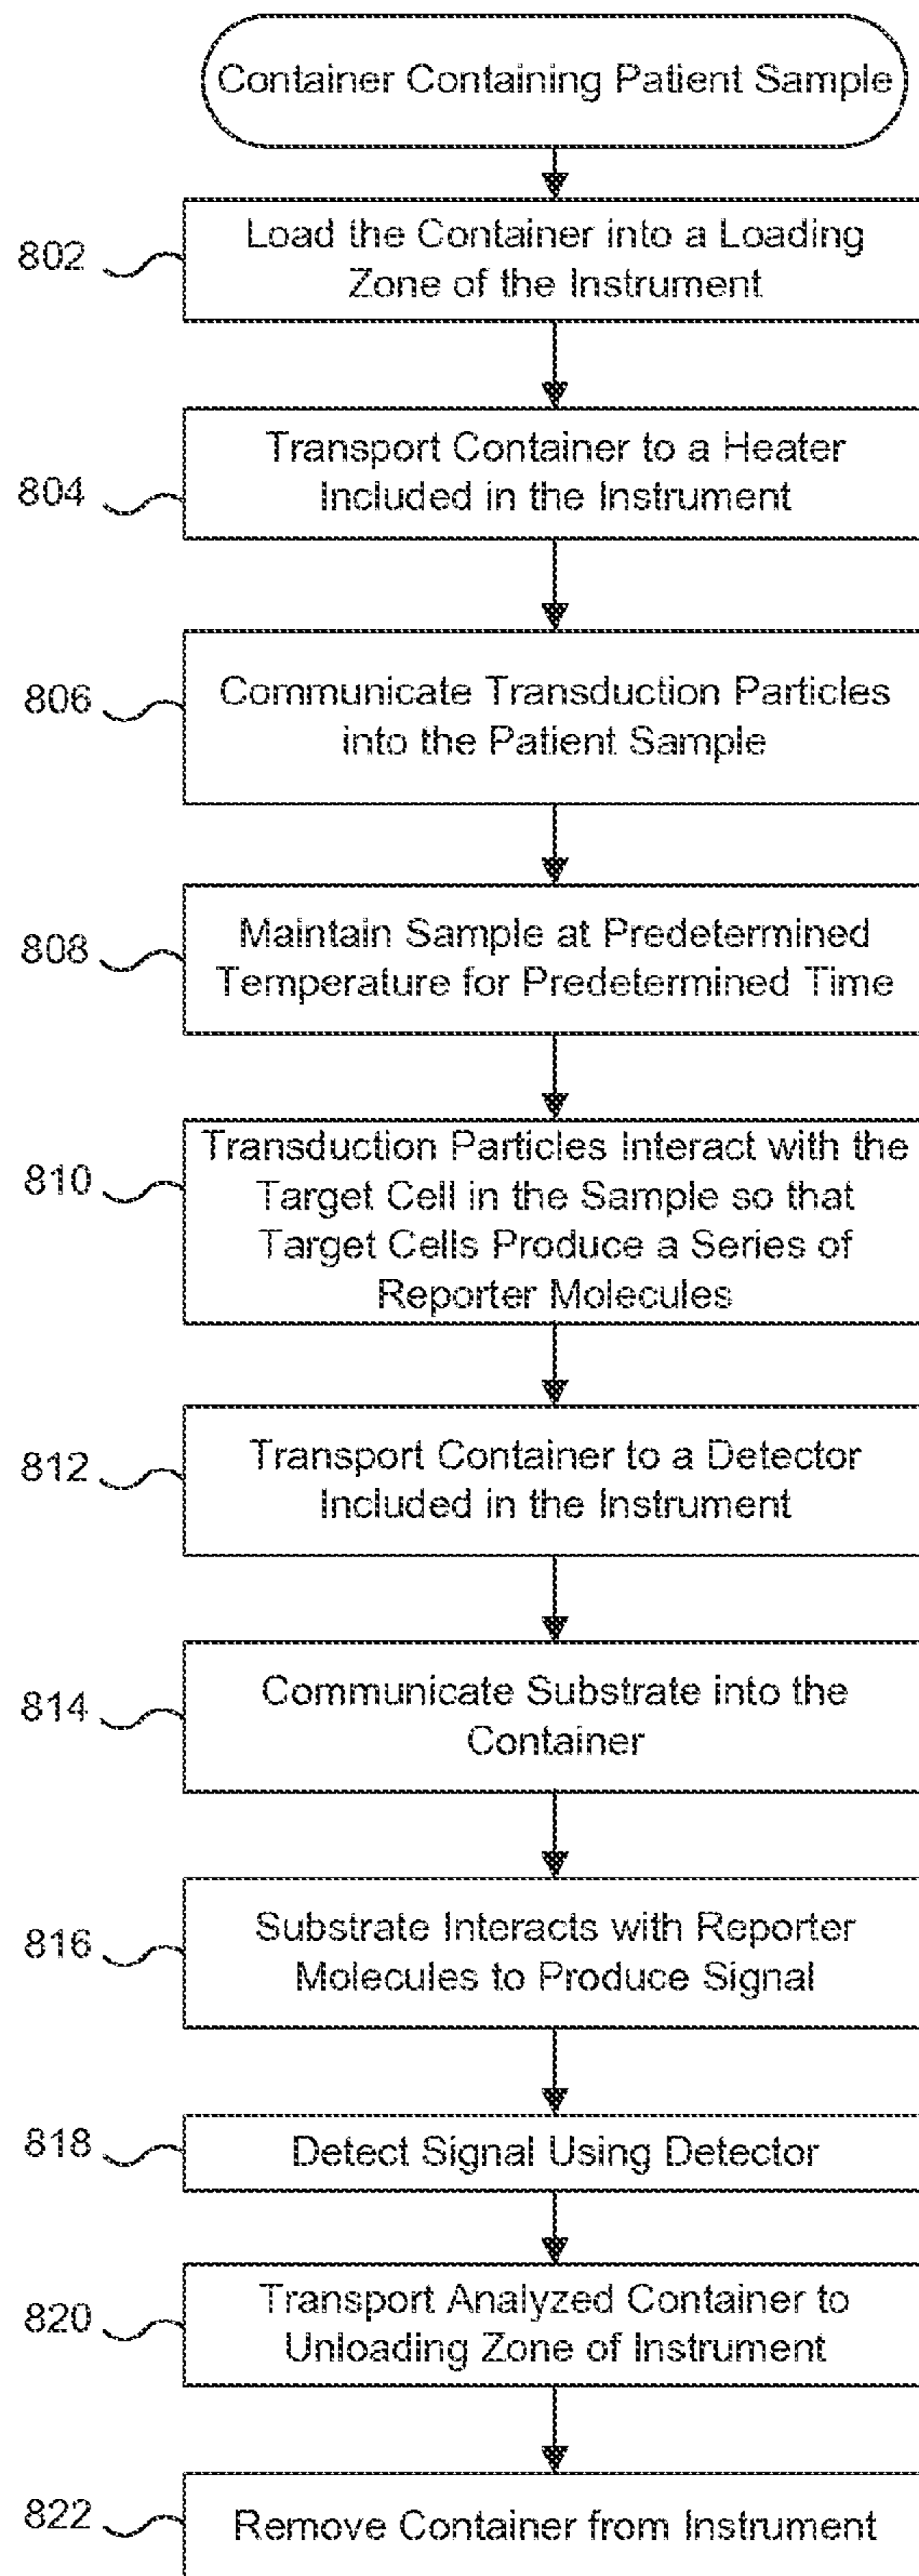 Container Containing Patient Sample
802
Load the Container into a Loading
Zone of the Instrument
804
Transport Container to a Heater
Included in the Instrument
806
Communicate Transduction Particles
into the Patient Sample
808
Maintain Sample at Predetermined
Temperature for Predetermined Time
810
Transduction Particles Interact with the
Target Cell in the Sample so that
Target Cells Produce a Series of
Reporter Molecules
812
Transport Container to a Detector
Included in the Instrument
814
Communicate Substrate into the
Container
816
Substrate Interacts with Reporter
Molecules to Produce Signal
818
Detect Signal Using Detector
820
Transport Analyzed Container to
Unloading Zone of Instrument
822
Remove Container from Instrument